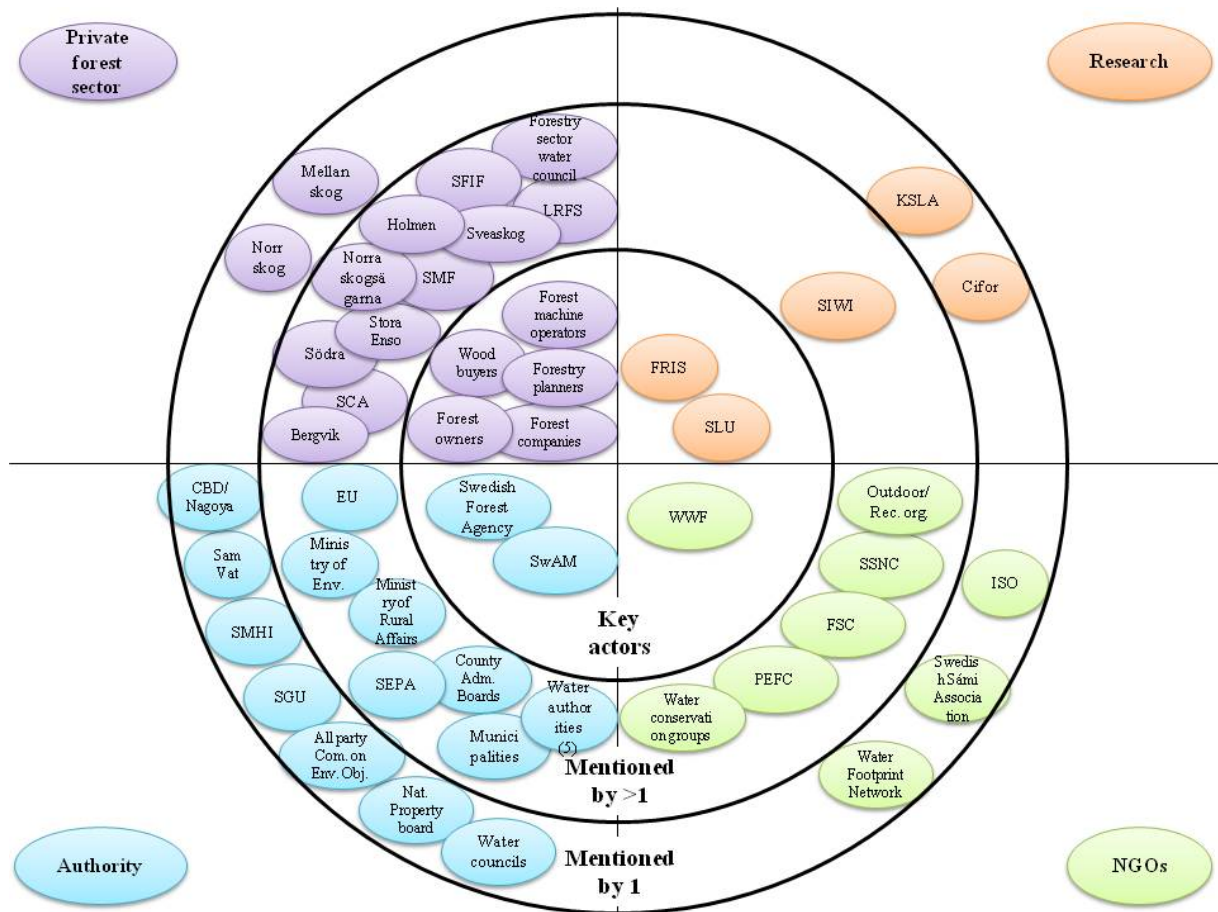 Private
forest
sector
Research
Forestry
sector
water
council
Mellan
skog
SFIF
LRFS
Holmen
Sveaskog
Norr
skog
Norra
skogsä
garna
SMF
Stora
Enso
Södra
SCA
Bergvik
Forest
machine
operators
Wood
buyers
Forestry
planners
Forest
owners
Forest
companies
KSLA
Cifor
SIWI
FRIS
SLU
CBD/
Nagoya
EU
Swedish
Forest
Agency
SwAM
Sam
Vat
Minis
try of
Env.
Ministry of
Rural
Affairs
SMHI
SEPA
County
Adm.
Boards
Water
author
ities
(5)
SGU
Munici
palities
All party
Com. on
Env. Obj.
Nat.
Property
board
Water
councils
WWF
Outdoor/
Rec. org.
SSNC
ISO
FSC
PEFC
Swedis
h Sámi
Associa
tion
Water
conservati
on groups
Water
Footprint
Network
Key
actors
Mentioned
by >1
Mentioned
by 1
Authority
NGOs